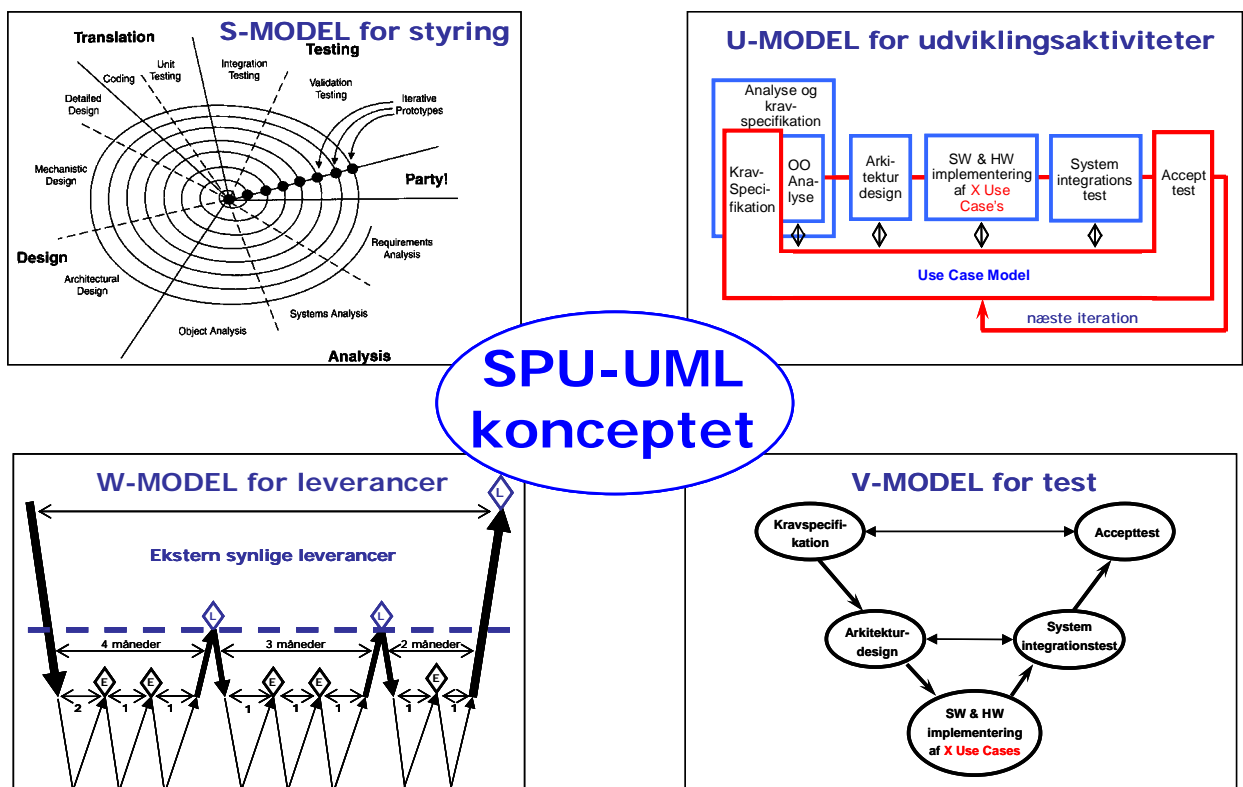 S-MODEL for styring
Translation
Testing
Unit
Testing
Integration
Testing
Coding
Validation
Testing
Detailed
Design
Iterative
Prototypes
Mechanistic
Design
Party!
Requirements
Analysis
Design
Architectural
Design
Systems Analysis
Object Analysis
Analysis
U-MODEL for udviklingsaktiviteter
Analyse og
krav-
specifikation
Krav-
Speci-
fikation
OO
Ana-
lyse
Arki-
tektur
design
SW & HW
implementering
af X Use
Case's
System
integrations
test
Accept
test
Use Case Model
næste iteration
SPU-UML
konceptet
W-MODEL for leverancer
L
Ekstern synlige leverancer
L
L
4 måneder
3 måneder
2 måneder
E
E
E
E
E
2
1
1
1
1
1
1
1
V-MODEL for test
Kravspecifi-
kation
Accepttest
Arkitektur-
design
System
integrationstest
SW & HW
implementering
af X Use Cases